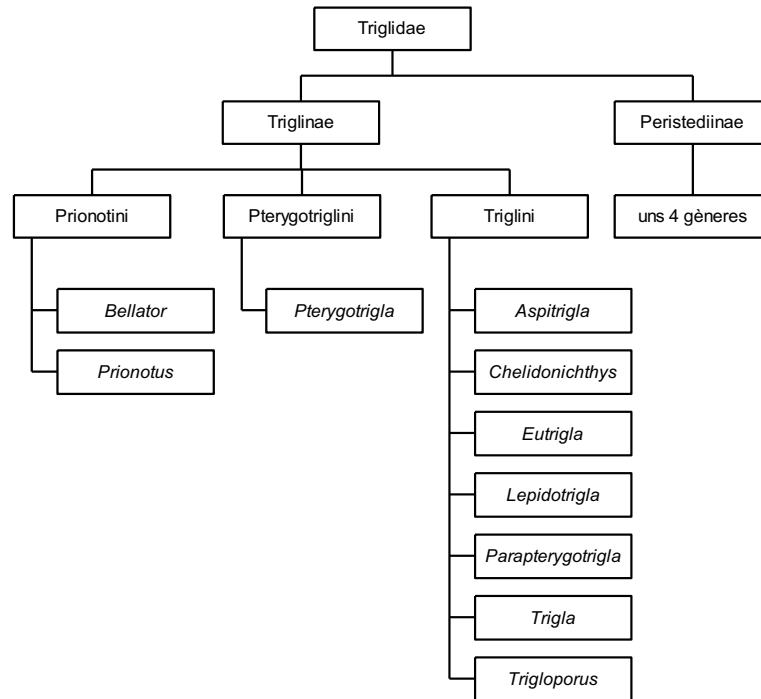 Triglidae
Triglinae
Peristediinae
Prionotini
Pterygotriglini
Triglini
uns 4 gèneres
Bellator
Pterygotrigla
Aspitrigla
Prionotus
Chelidonichthys
Eutrigla
Lepidotrigla
Parapterygotrigla
Trigla
Trigloporus